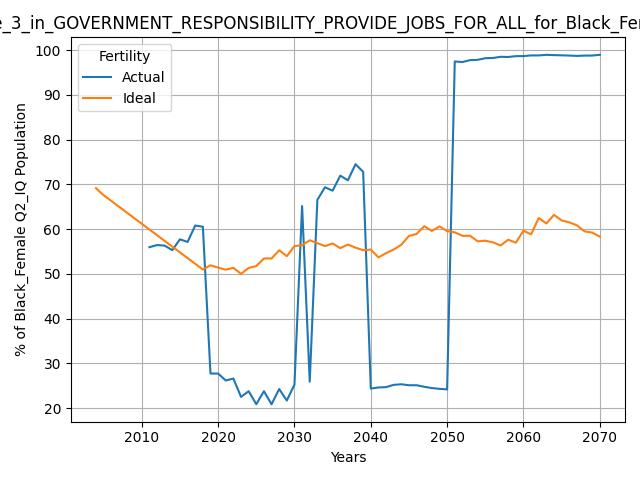 e_3_in_GOVERNMENT_RESPONSIBILITY_PROVIDE_JOBS_FOR_ALL_for_Black_Fem
Fertility
Actual
Ideal
% of Black_Female Q2_IQ Population
100
90
80
70
60
50
40
30
20
2010
2020
2030
2040
2050
2060
2070
Years